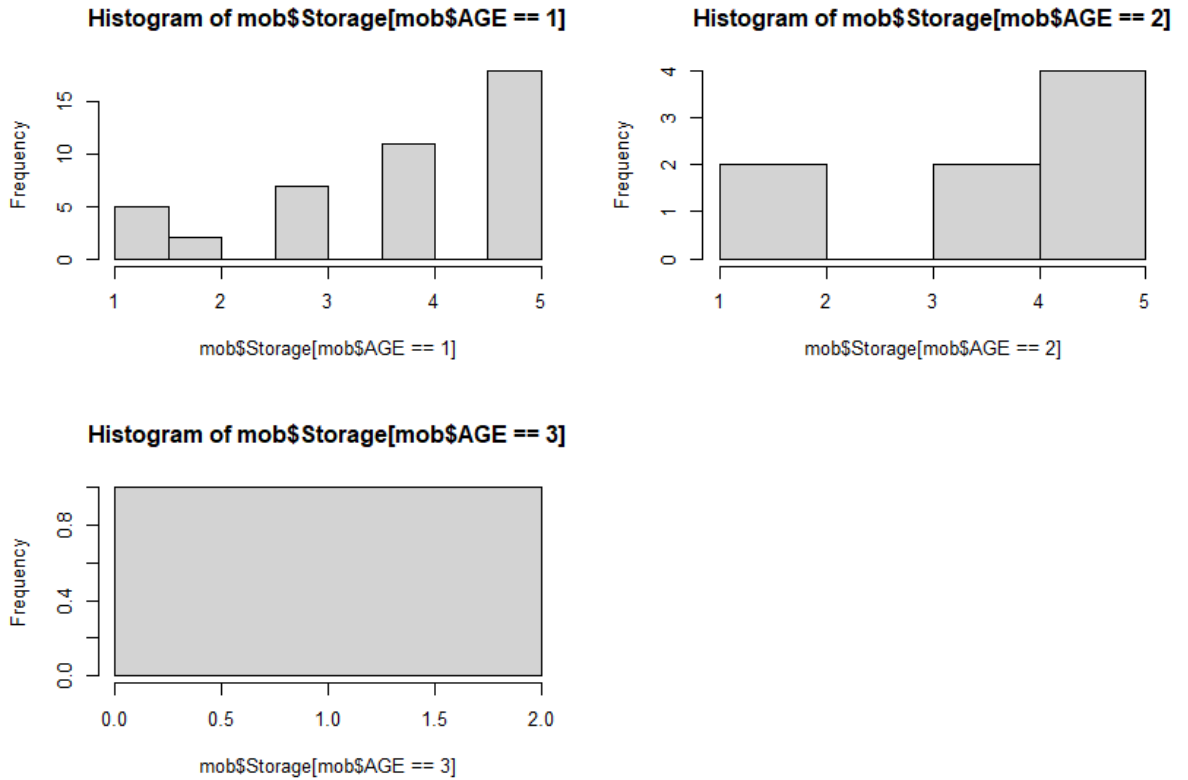 Histogram of mob$Storage[mob$AGE == 1]
Frequency
0
5
10
15
1 2 3 4 5
mob$Storage[mob$AGE == 1]
Histogram of mob$Storage[mob$AGE == 2]
Frequency
0
1
2
3
4
1 2 3 4 5
mob$Storage[mob$AGE == 2]
Histogram of mob$Storage[mob$AGE == 3]
Frequency
0.0
0.4
0.8
0.0 0.5 1.0 1.5 2.0
mob$Storage[mob$AGE == 3]